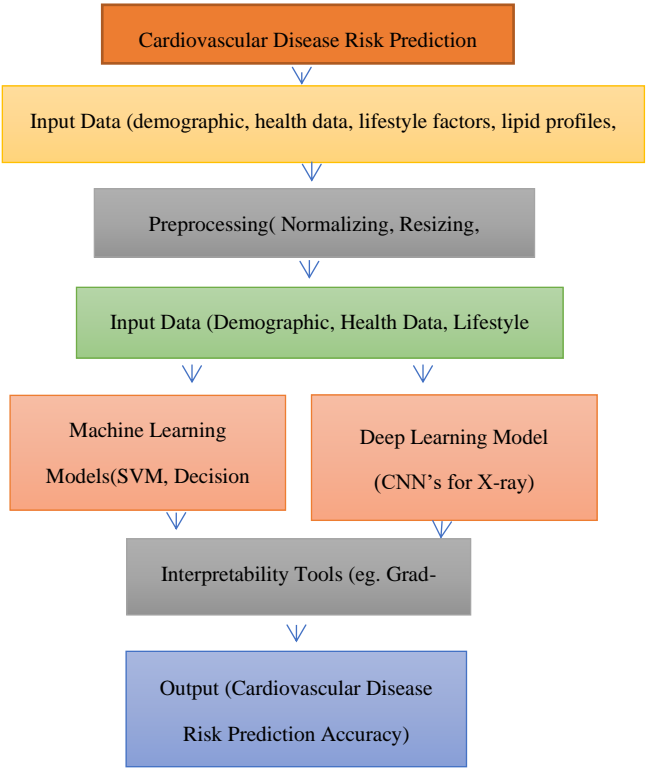 Cardiovascular Disease Risk Prediction
Input Data (demographic, health data, lifestyle factors, lipid profiles,
Preprocessing( Normalizing, Resizing,
Input Data (Demographic, Health Data, Lifestyle
Machine Learning
Models(SVM, Decision
Deep Learning Model
(CNN’s for X-ray)
Interpretability Tools (eg. Grad-
Output (Cardiovascular Disease
Risk Prediction Accuracy)